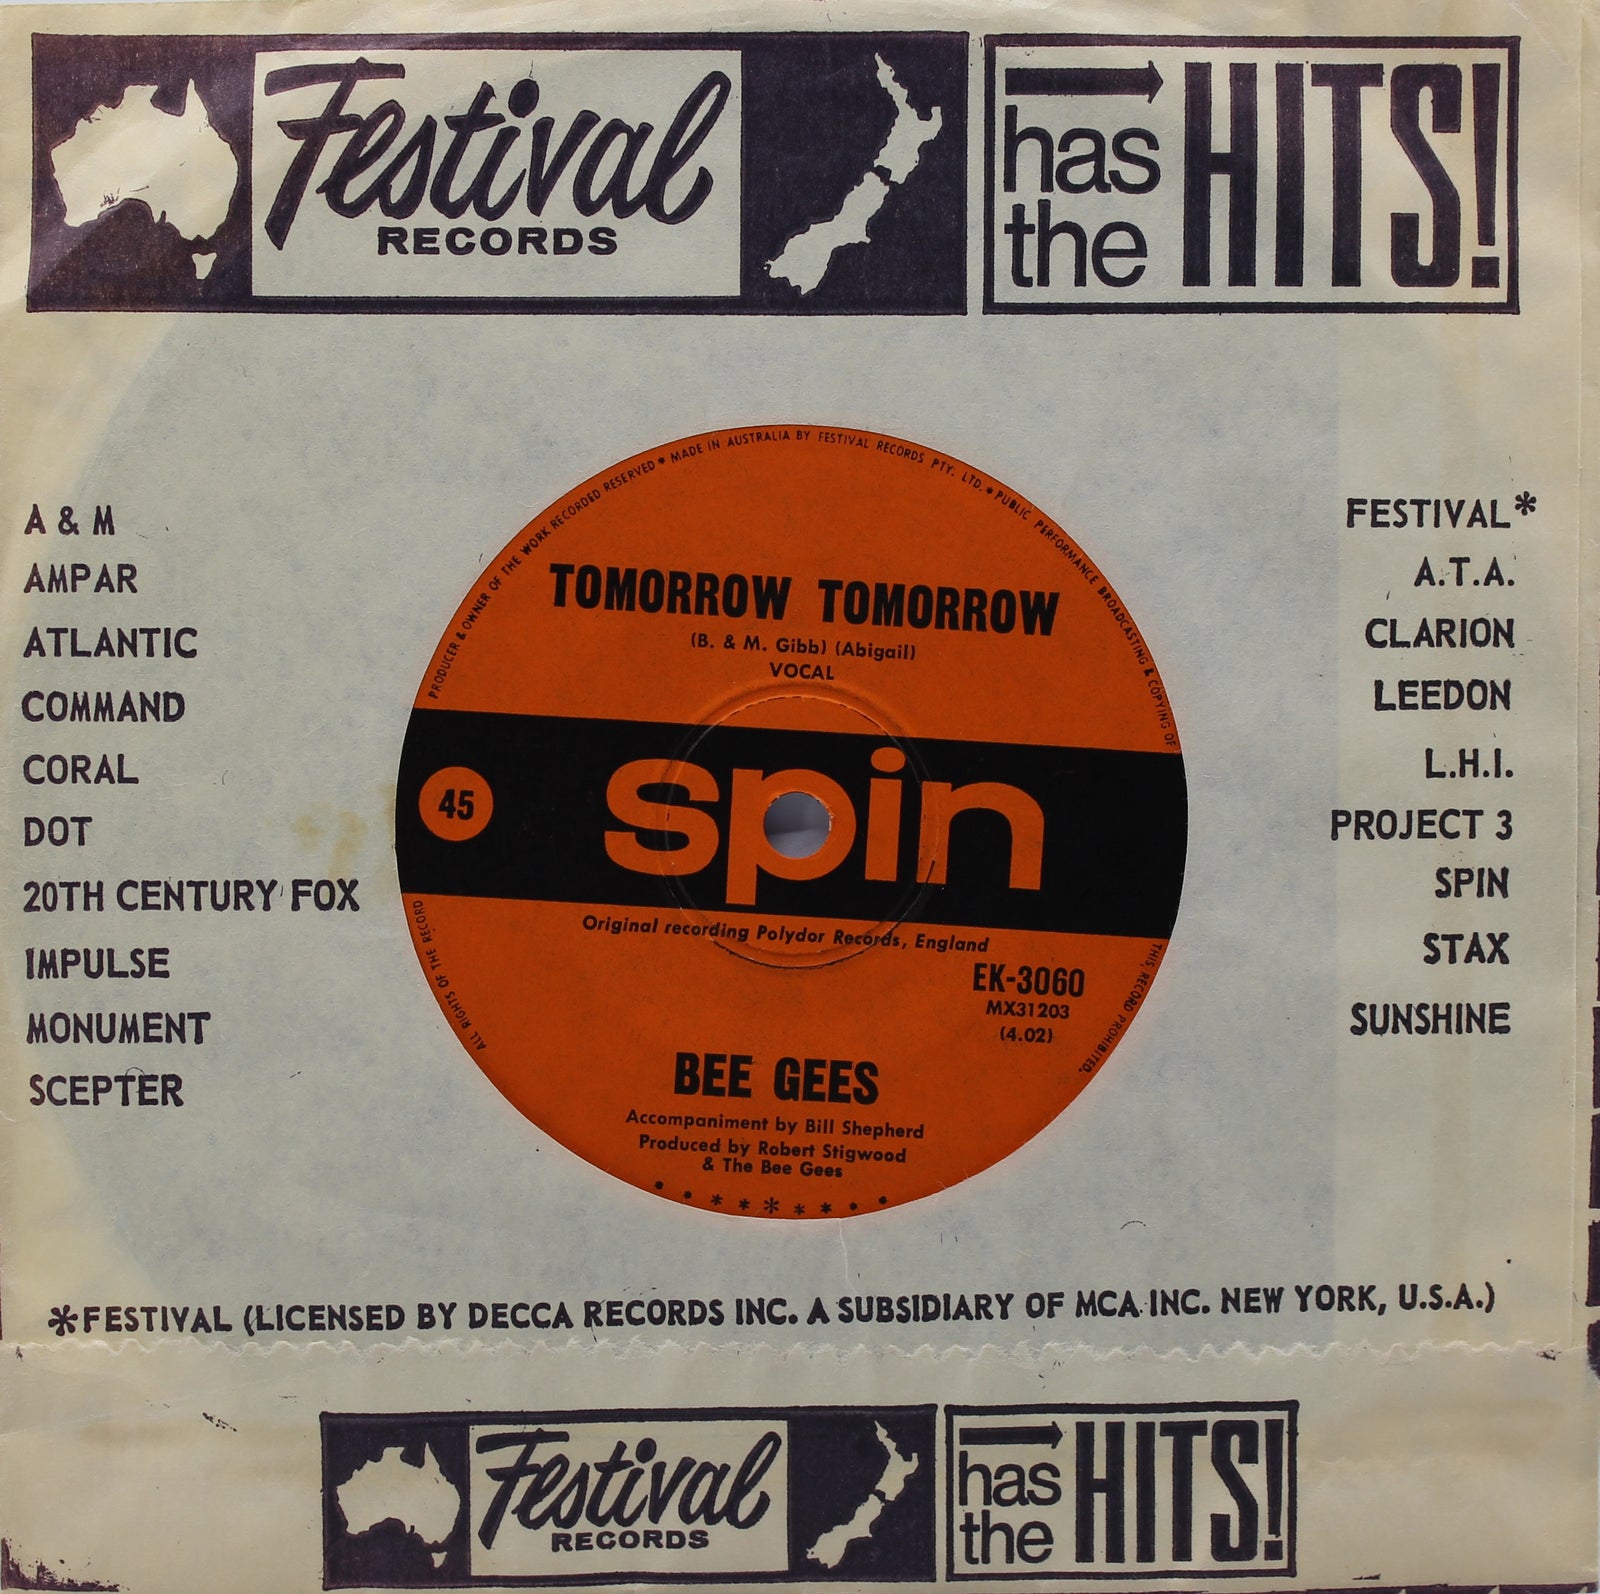 Festival
RECORDS
has
the
HITS!
A & M
AMPAR
ATLANTIC
COMMAND
CORAL
DOT
20TH CENTURY FOX
IMPULSE
MONUMENT
SCEPTER
PRODUCER & OWNER OF THE WORK RECORDED RESERVED * MADE IN AUSTRALIA BY FESTIVAL RECORDS PTY. LTD. * PUBLIC PERFORMANCE BROADCASTING & COPYING OF
TOMORROW TOMORROW
(B. & M. Gibb) (Abigail)
VOCAL
45
spin
Original recording Polydor Records, England
EK-3060
MX31203
(4.02)
BEE GEES
Accompaniment by Bill Shepherd
Produced by Robert Stigwood
& The Bee Gees
ALL RIGHTS OF THE RECORD
THIS RECORD PROHIBITED.
FESTIVAL*
A.T.A.
CLARION
LEEDON
L.H.I.
PROJECT 3
SPIN
STAX
SUNSHINE
*FESTIVAL (LICENSED BY DECCA RECORDS INC. A SUBSIDIARY OF MCA INC. NEW YORK, U.S.A.)
Festival
RECORDS
has
the
HITS!